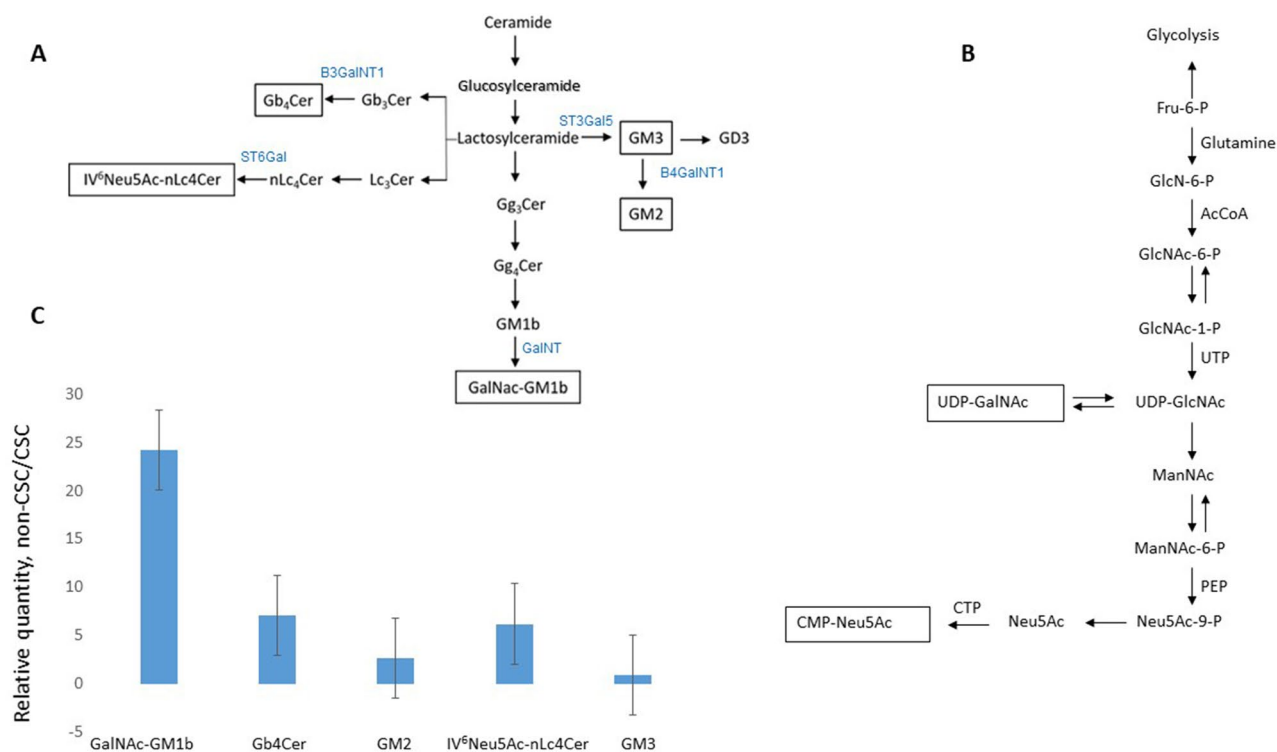 A
Ceramide
Glucosylceramide
B3GalNT1
Gb₄Cer
Gb₃Cer
Lactosylceramide
ST3Gal5
GM3
GD3
ST6Gal
IV⁶Neu5Ac-nLc4Cer
nLc₄Cer
Lc₃Cer
B4GalNT1
GM2
Gg₃Cer
Gg₄Cer
GM1b
GalNT
GalNac-GM1b
B
Glycolysis
Fru-6-P
Glutamine
GlcN-6-P
AcCoA
GlcNAc-6-P
GlcNAc-1-P
UTP
UDP-GalNAc
UDP-GlcNAc
ManNAc
ManNAc-6-P
PEP
CMP-Neu5Ac
CTP
Neu5Ac
Neu5Ac-9-P
C
Relative quantity, non-CSC/CSC
30
25
20
15
10
5
0
-5
GalNAc-GM1b
Gb4Cer
GM2
IV⁶Neu5Ac-nLc4Cer
GM3